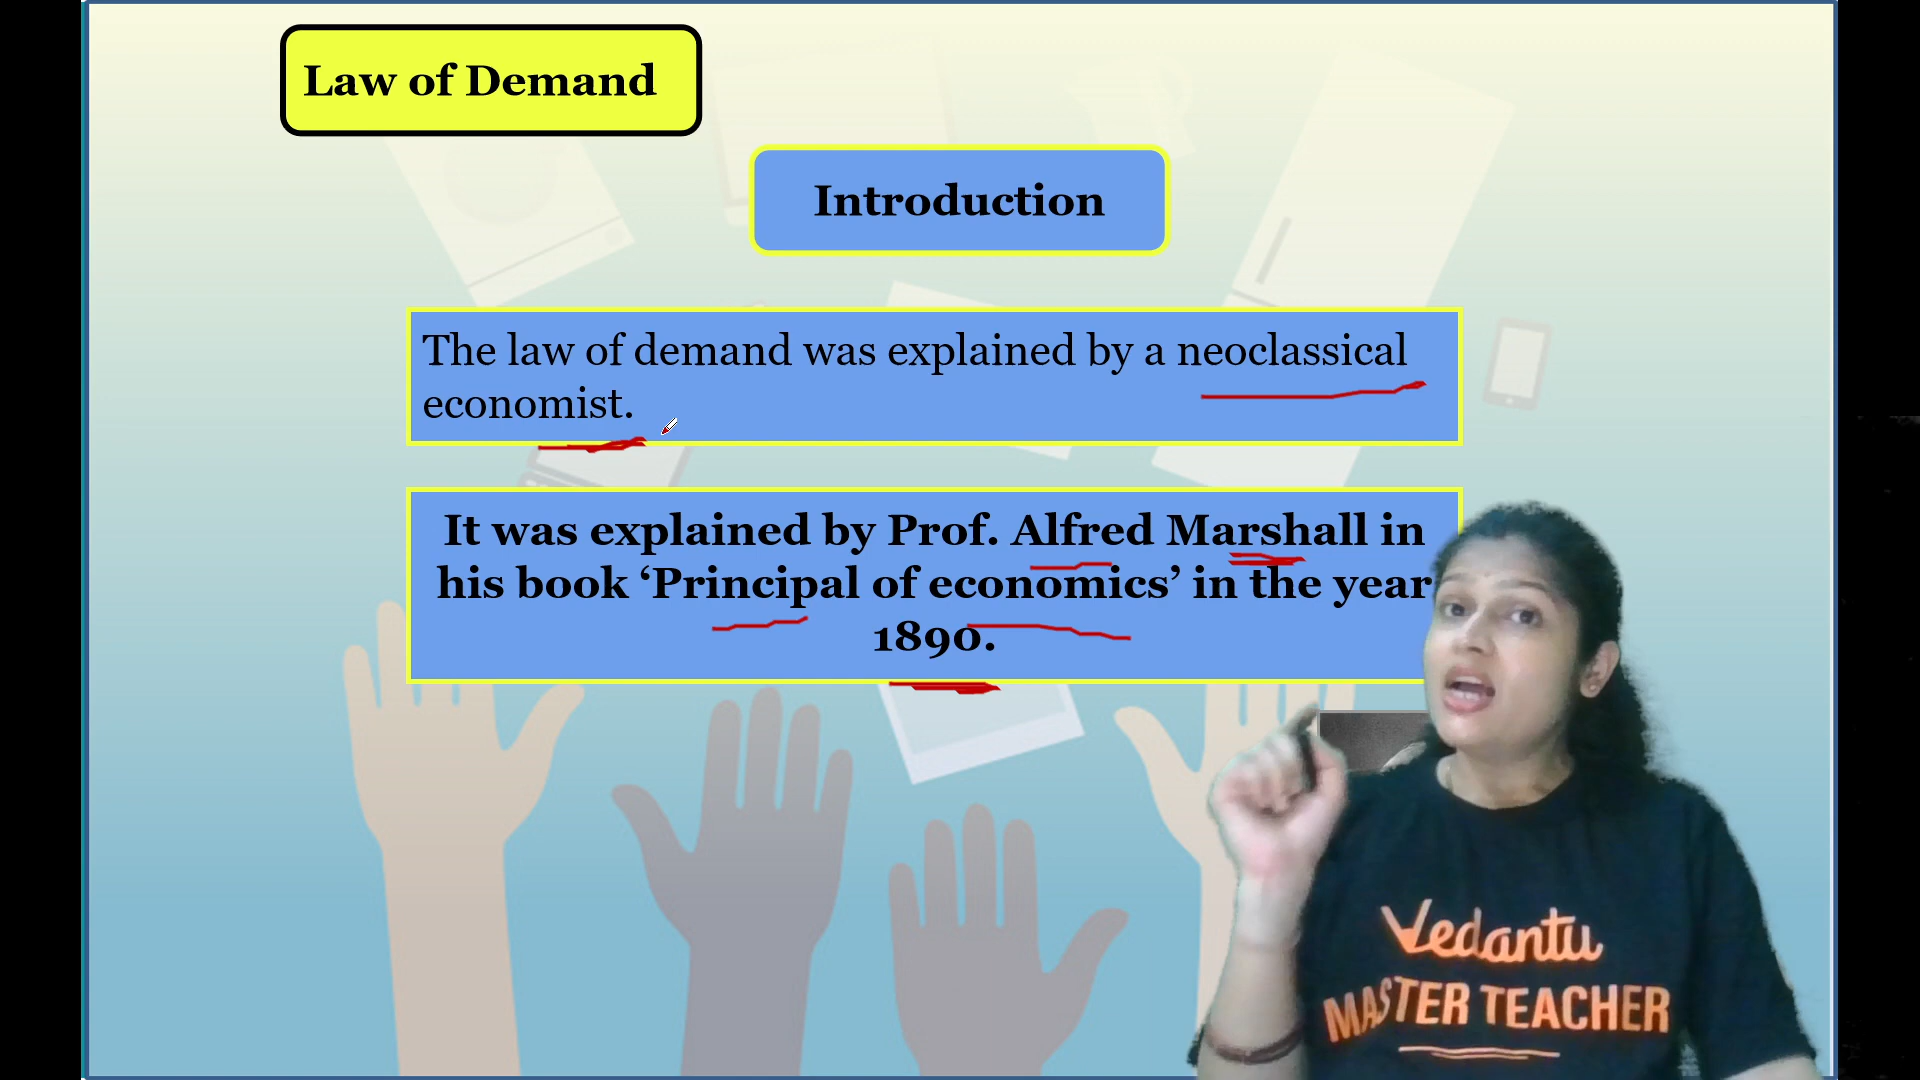 Law of Demand
Introduction
The law of demand was explained by a neoclassical
economist.
It was explained by Prof. Alfred Marshall in
his book ‘Principal of economics’ in the year
1890.
Vedantu
MASTER TEACHER